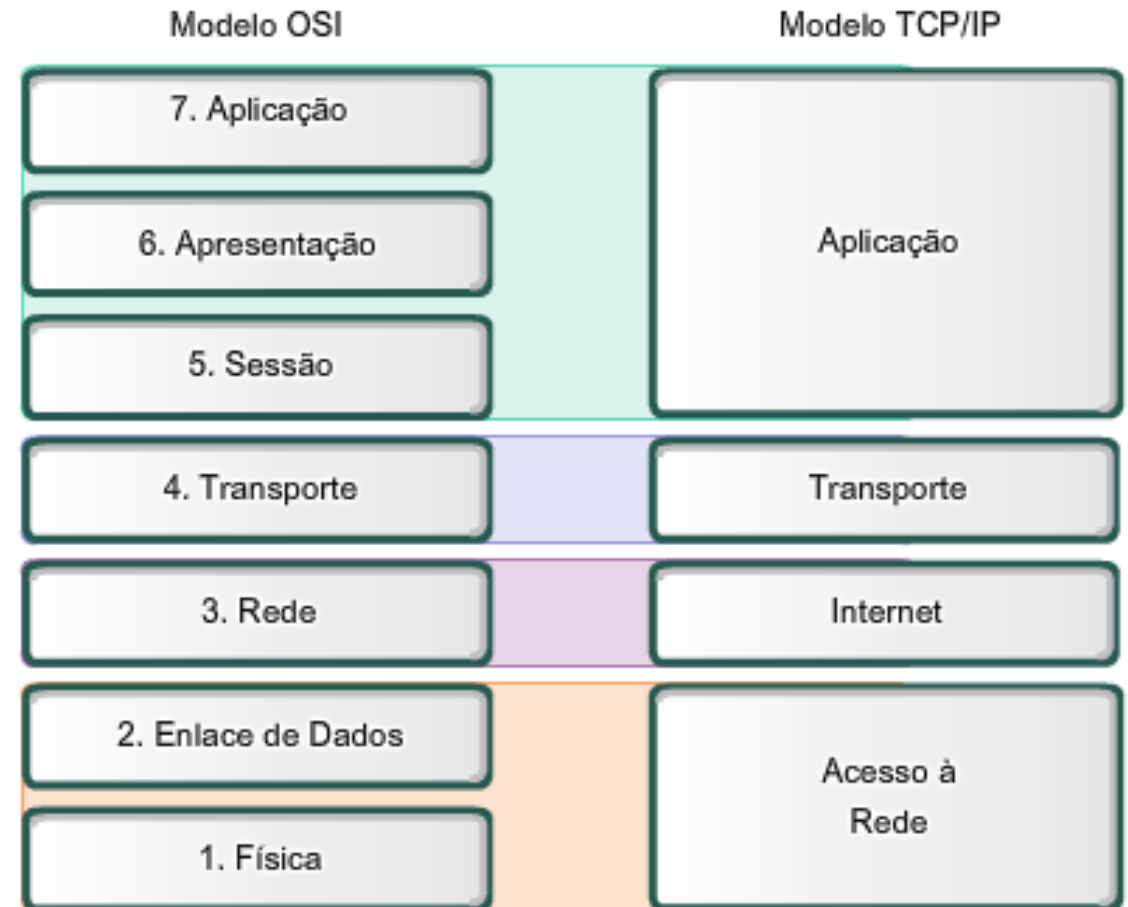 Modelo OSI
Modelo TCP/IP
7. Aplicação
6. Apresentação
5. Sessão
4. Transporte
3. Rede
2. Enlace de Dados
1. Física
Aplicação
Transporte
Internet
Acesso à
Rede